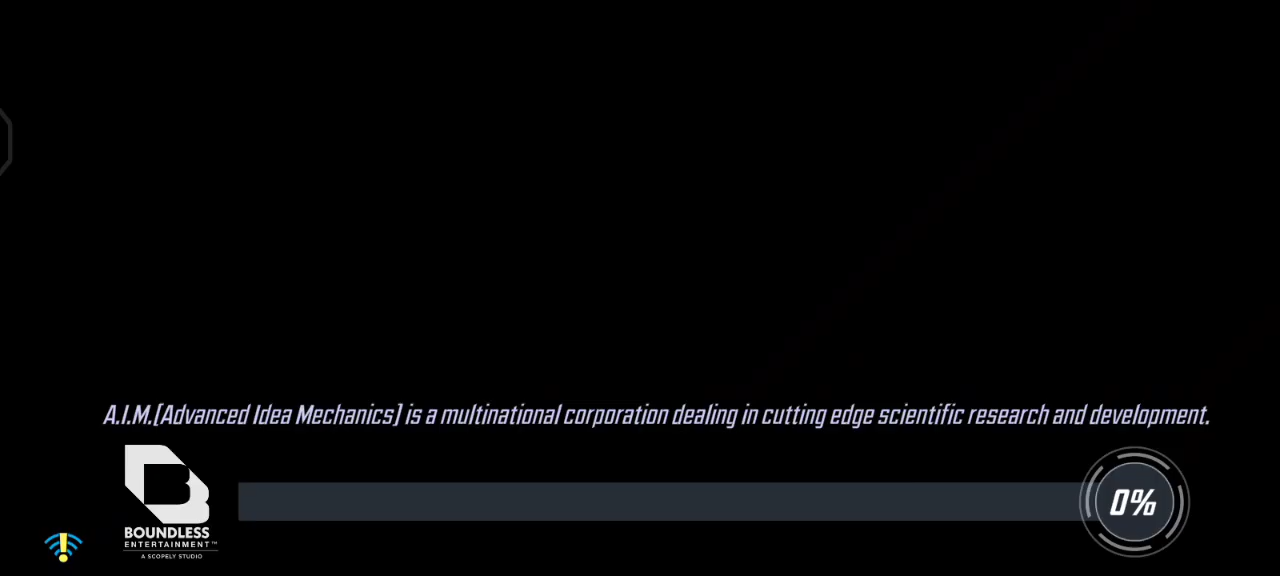 A.I.M.[Advanced Idea Mechanics] is a multinational corporation dealing in cutting edge scientific research and development.
0%
BOUNDLESS
ENTERTAINMENT™
A SCOPELY STUDIO